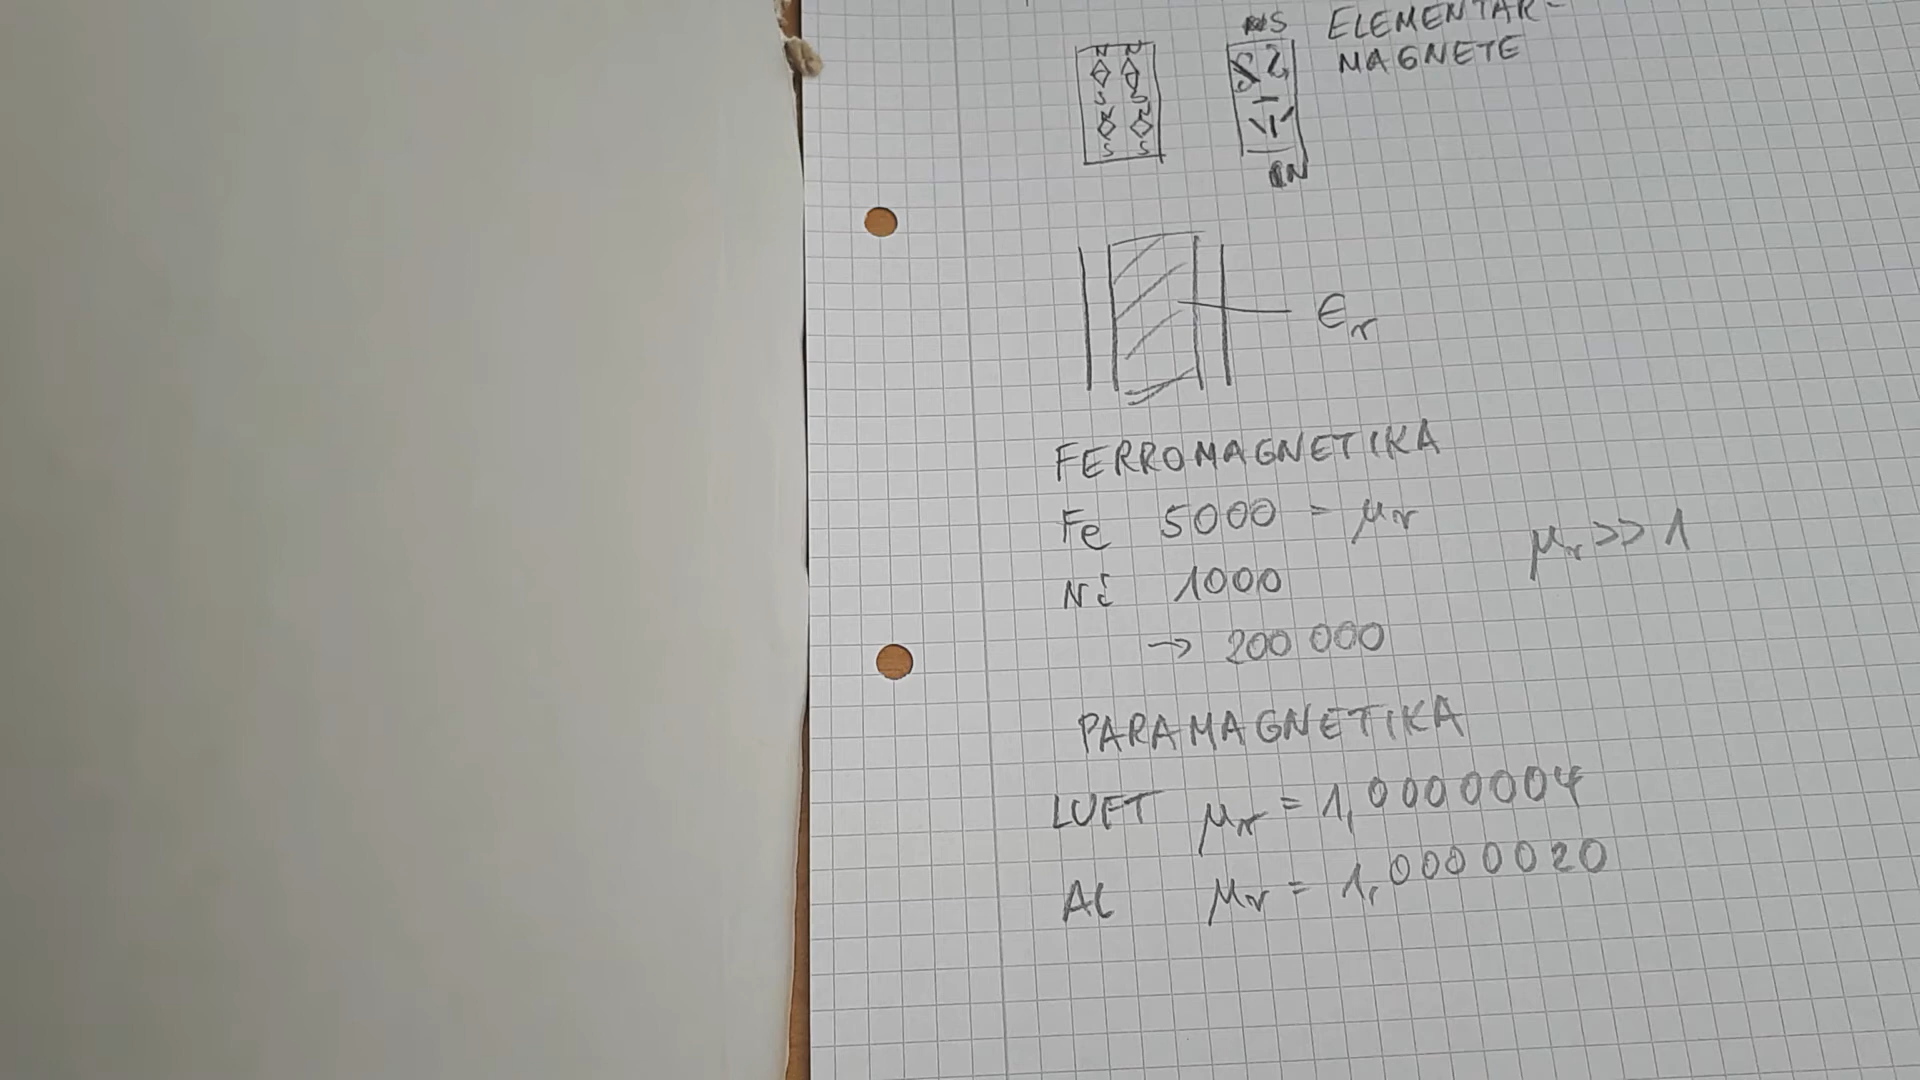 ELEMENTAR-
MAGNETE
N
ϵr
FERROMAGNETIKA
Fe 5000 = μr
μr >> 1
Ni 1000
→ 200 000
PARAMAGNETIKA
LUFT μr = 1,0000004
Al μr = 1,0000020